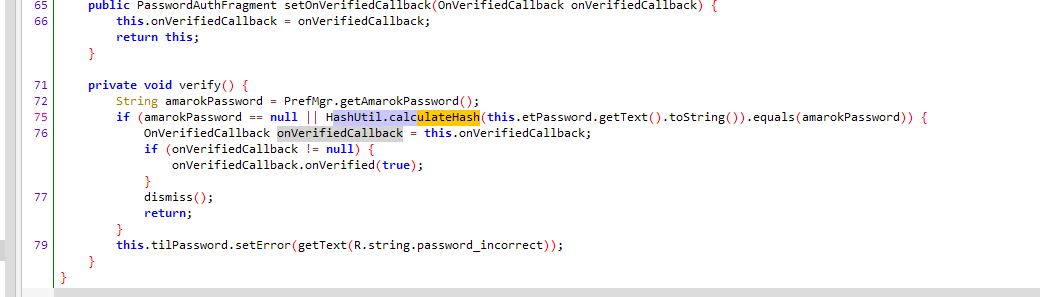 65 public PasswordAuthFragment setOnVerifiedCallback(OnVerifiedCallback onVerifiedCallback) {
66 this.onVerifiedCallback = onVerifiedCallback;
return this;
}
71 private void verify() {
72 String amarokPassword = PrefMgr.getAmarokPassword();
75 if (amarokPassword == null || HashUtil.calculateHash(this.etPassword.getText().toString()).equals(amarokPassword)) {
76 OnVerifiedCallback onVerifiedCallback = this.onVerifiedCallback;
if (onVerifiedCallback != null) {
onVerifiedCallback.onVerified(true);
}
77 dismiss();
return;
}
79 this.tilPassword.setError(getText(R.string.password_incorrect));
}
}